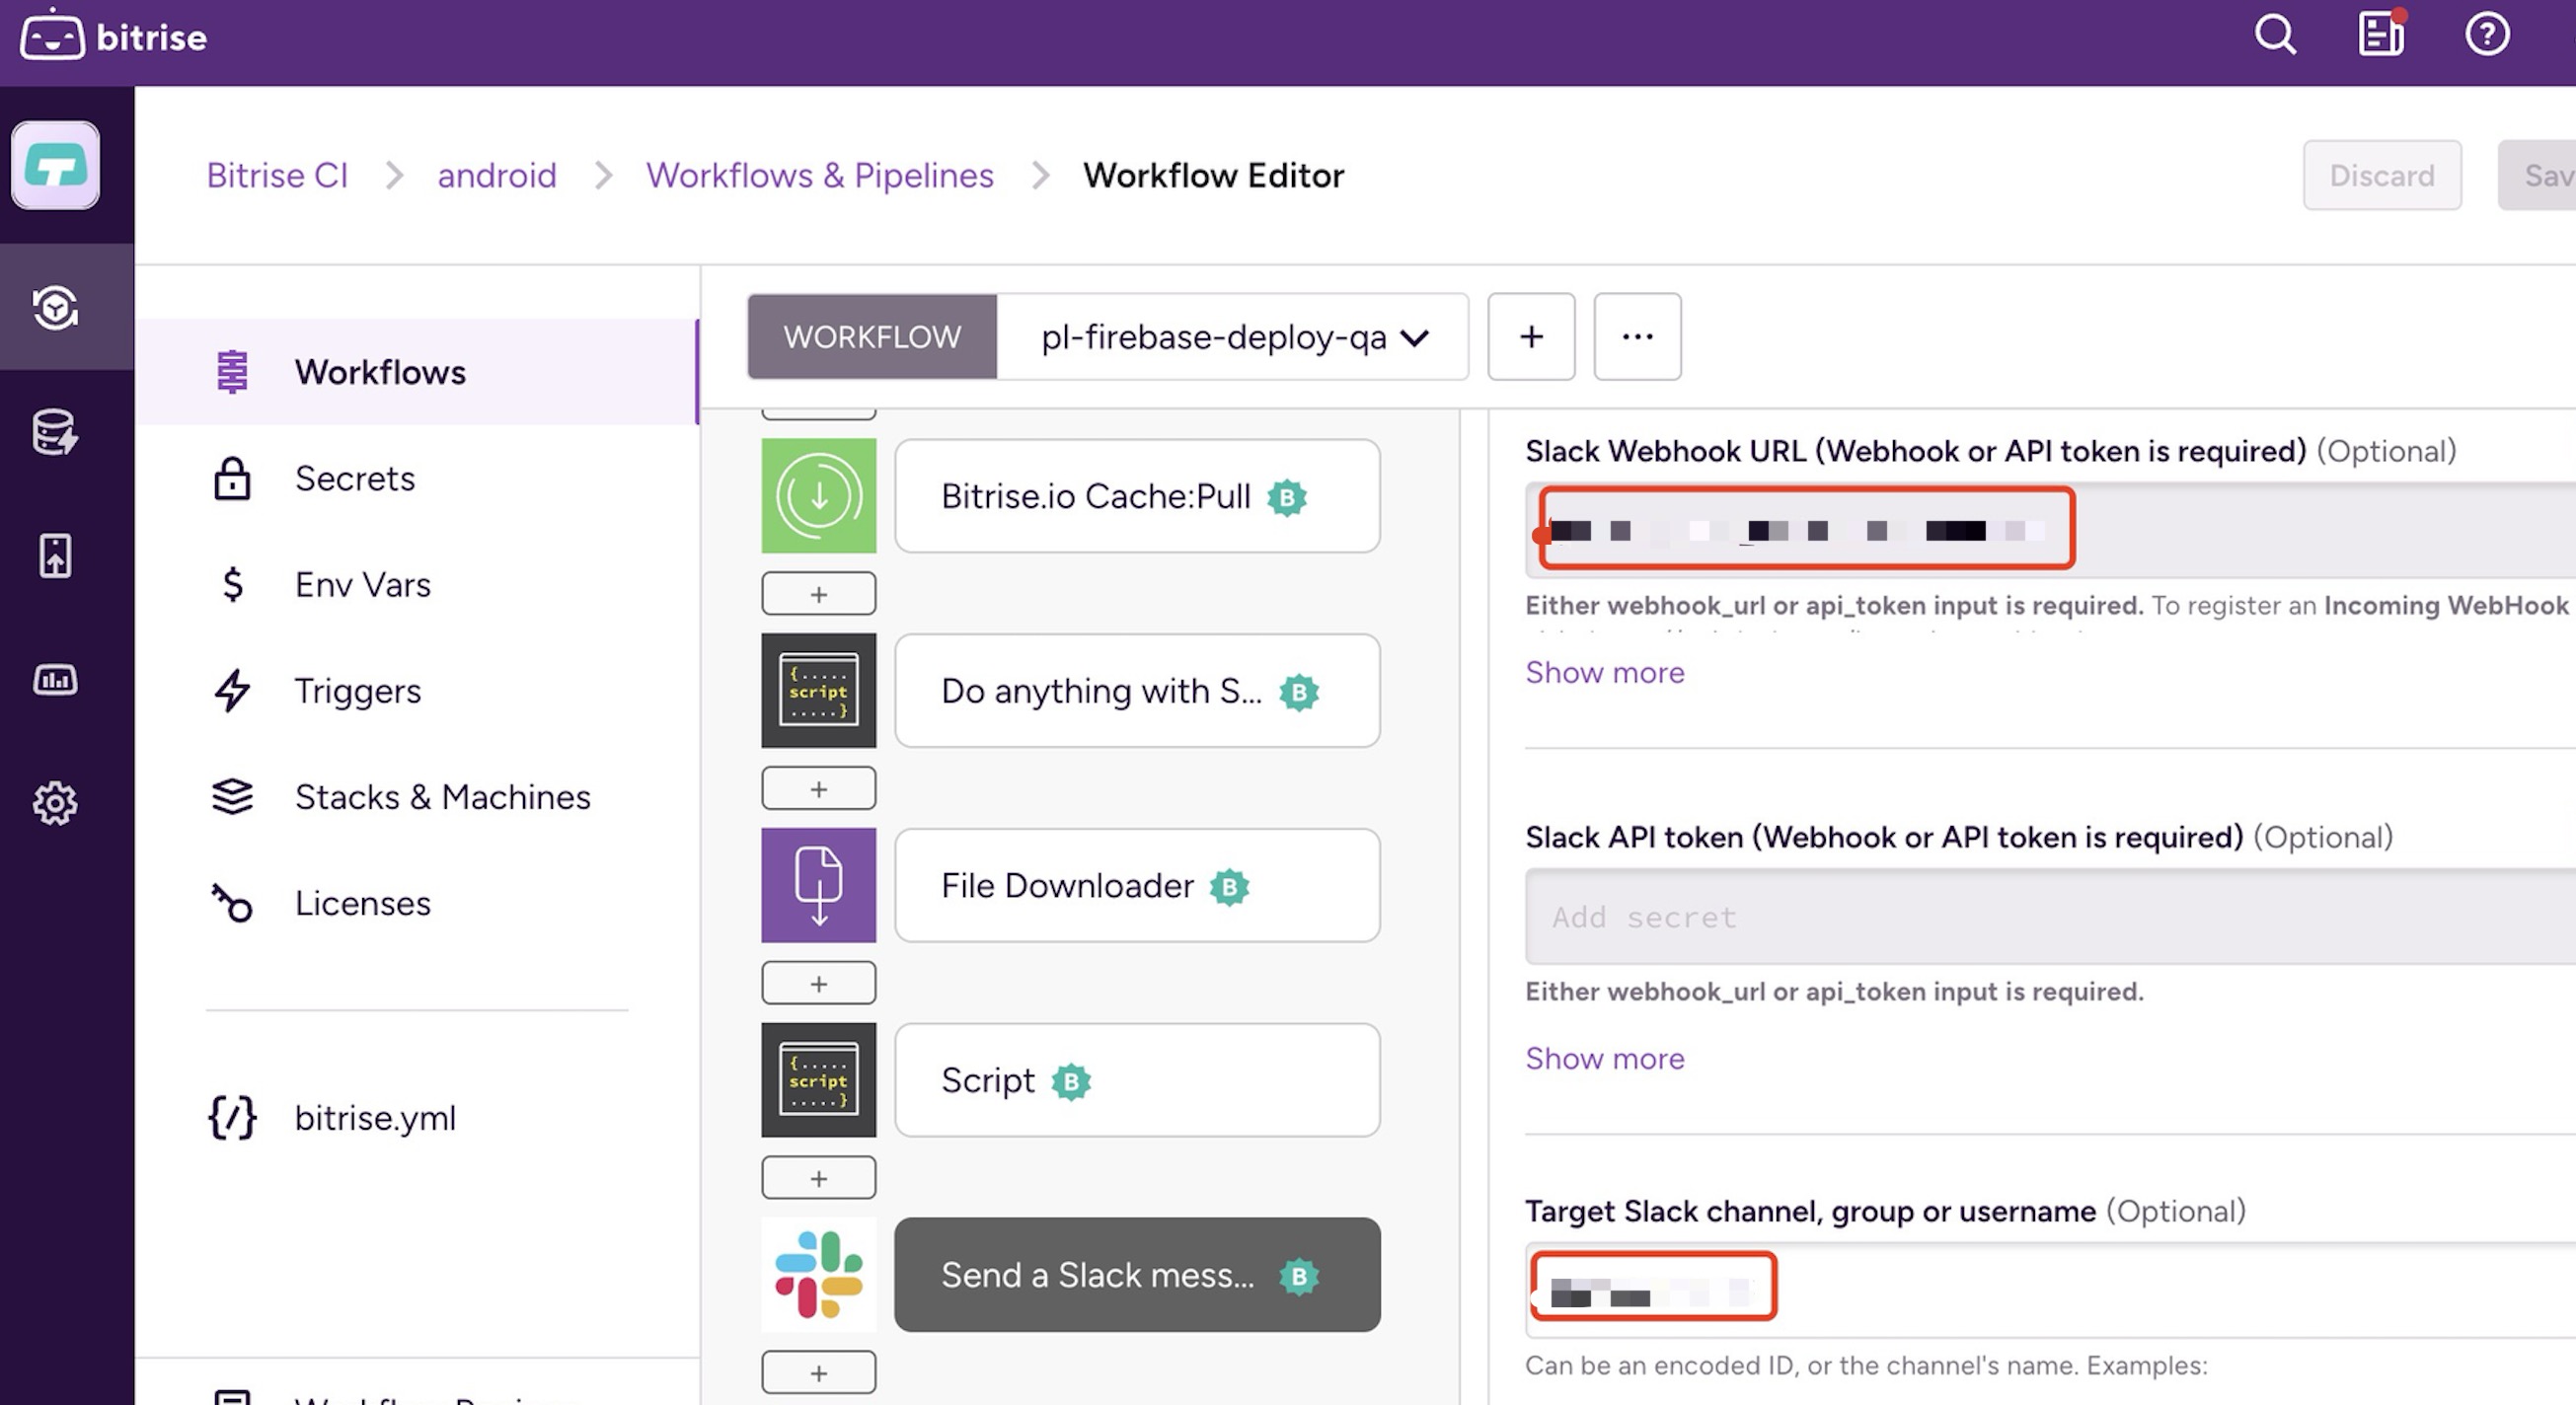 bitrise
Bitrise CI
android
Workflows & Pipelines
Workflow Editor
Discard
Workflows
Secrets
Env Vars
Triggers
Stacks & Machines
Licenses
bitrise.yml
WORKFLOW
pl-firebase-deploy-qa
+
...
Bitrise.io Cache:Pull B
+
{.....
script
.....}
Do anything with S... B
+
File Downloader B
+
{.....
script
.....}
Script B
+
Send a Slack mess... B
+
Slack Webhook URL (Webhook or API token is required) (Optional)
Either webhook_url or api_token input is required. To register an Incoming WebHook
Show more
Slack API token (Webhook or API token is required) (Optional)
Add secret
Either webhook_url or api_token input is required.
Show more
Target Slack channel, group or username (Optional)
Can be an encoded ID, or the channel's name. Examples: